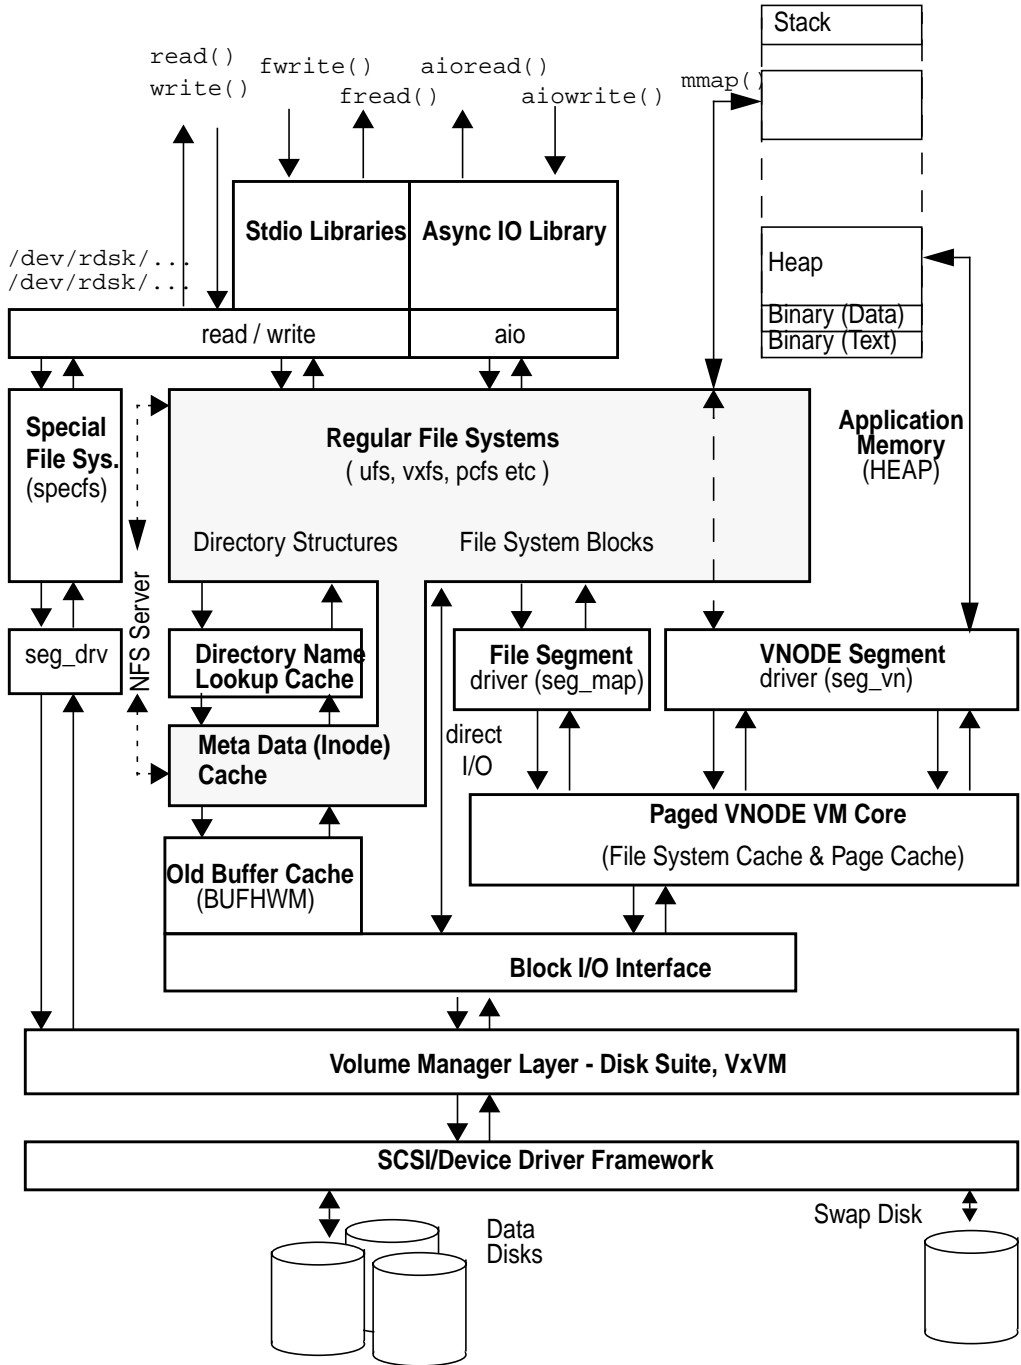 Stack
read()
write()
fwrite()
fread()
aioread()
aiowrite()
mmap()
Stdio Libraries
Async IO Library
/dev/rdsk/...
/dev/rdsk/...
Heap
Binary (Data)
Binary (Text)
read / write
aio
Special
File Sys.
(specfs)
Regular File Systems
( ufs, vxfs, pcfs etc )
Application
Memory
(HEAP)
Directory Structures
File System Blocks
NFS Server
seg_drv
Directory Name
Lookup Cache
File Segment
driver (seg_map)
VNODE Segment
driver (seg_vn)
Meta Data (Inode)
Cache
direct
I/O
Paged VNODE VM Core
(File System Cache & Page Cache)
Old Buffer Cache
(BUFHWM)
Block I/O Interface
Volume Manager Layer - Disk Suite, VxVM
SCSI/Device Driver Framework
Data
Disks
Swap Disk